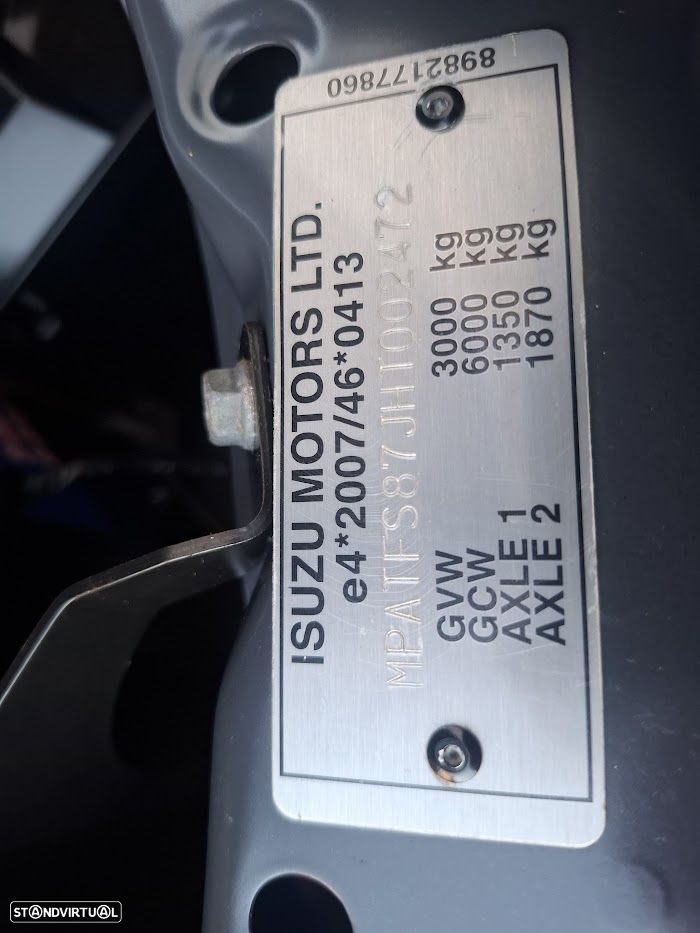 8982177860
ISUZU MOTORS LTD.
e4*2007/46*0413
MPATFS87JHT002472
GVW 3000 kg
GCW 6000 kg
AXLE 1 1350 kg
AXLE 2 1870 kg
STANDVIRTUAL